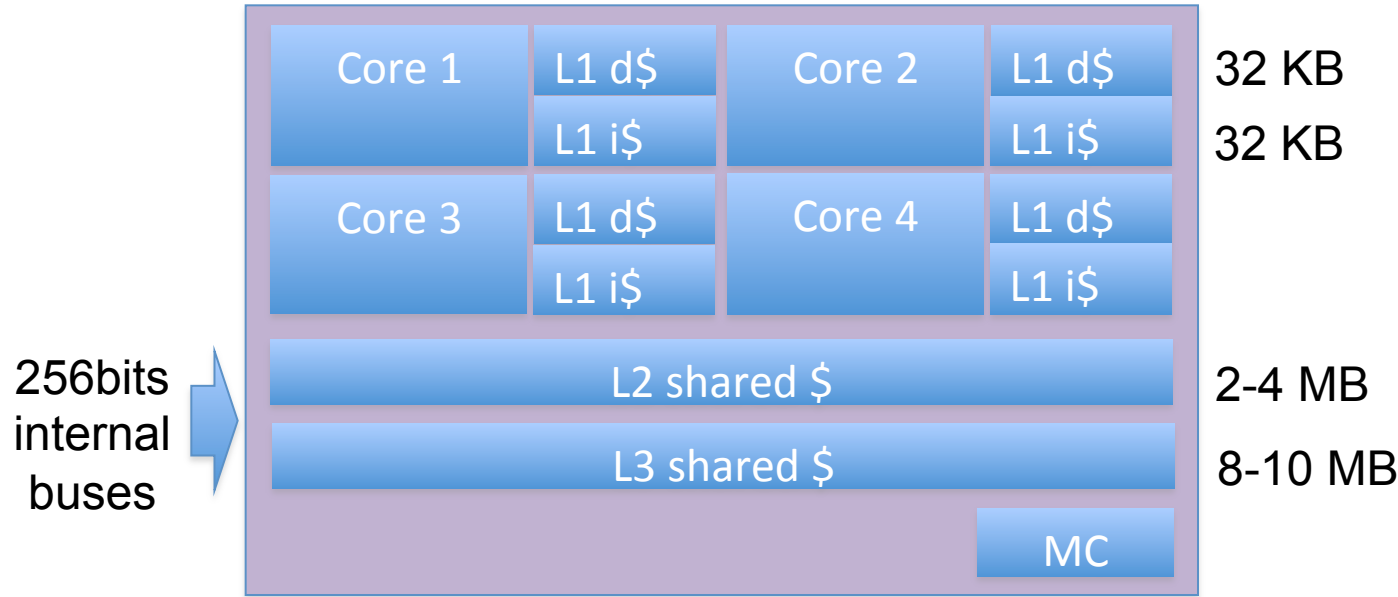 Core 1
L1 d$
Core 2
L1 d$
32 KB
L1 i$
L1 i$
32 KB
Core 3
L1 d$
Core 4
L1 d$
L1 i$
L1 i$
256bits
internal
buses
L2 shared $
2-4 MB
L3 shared $
8-10 MB
MC